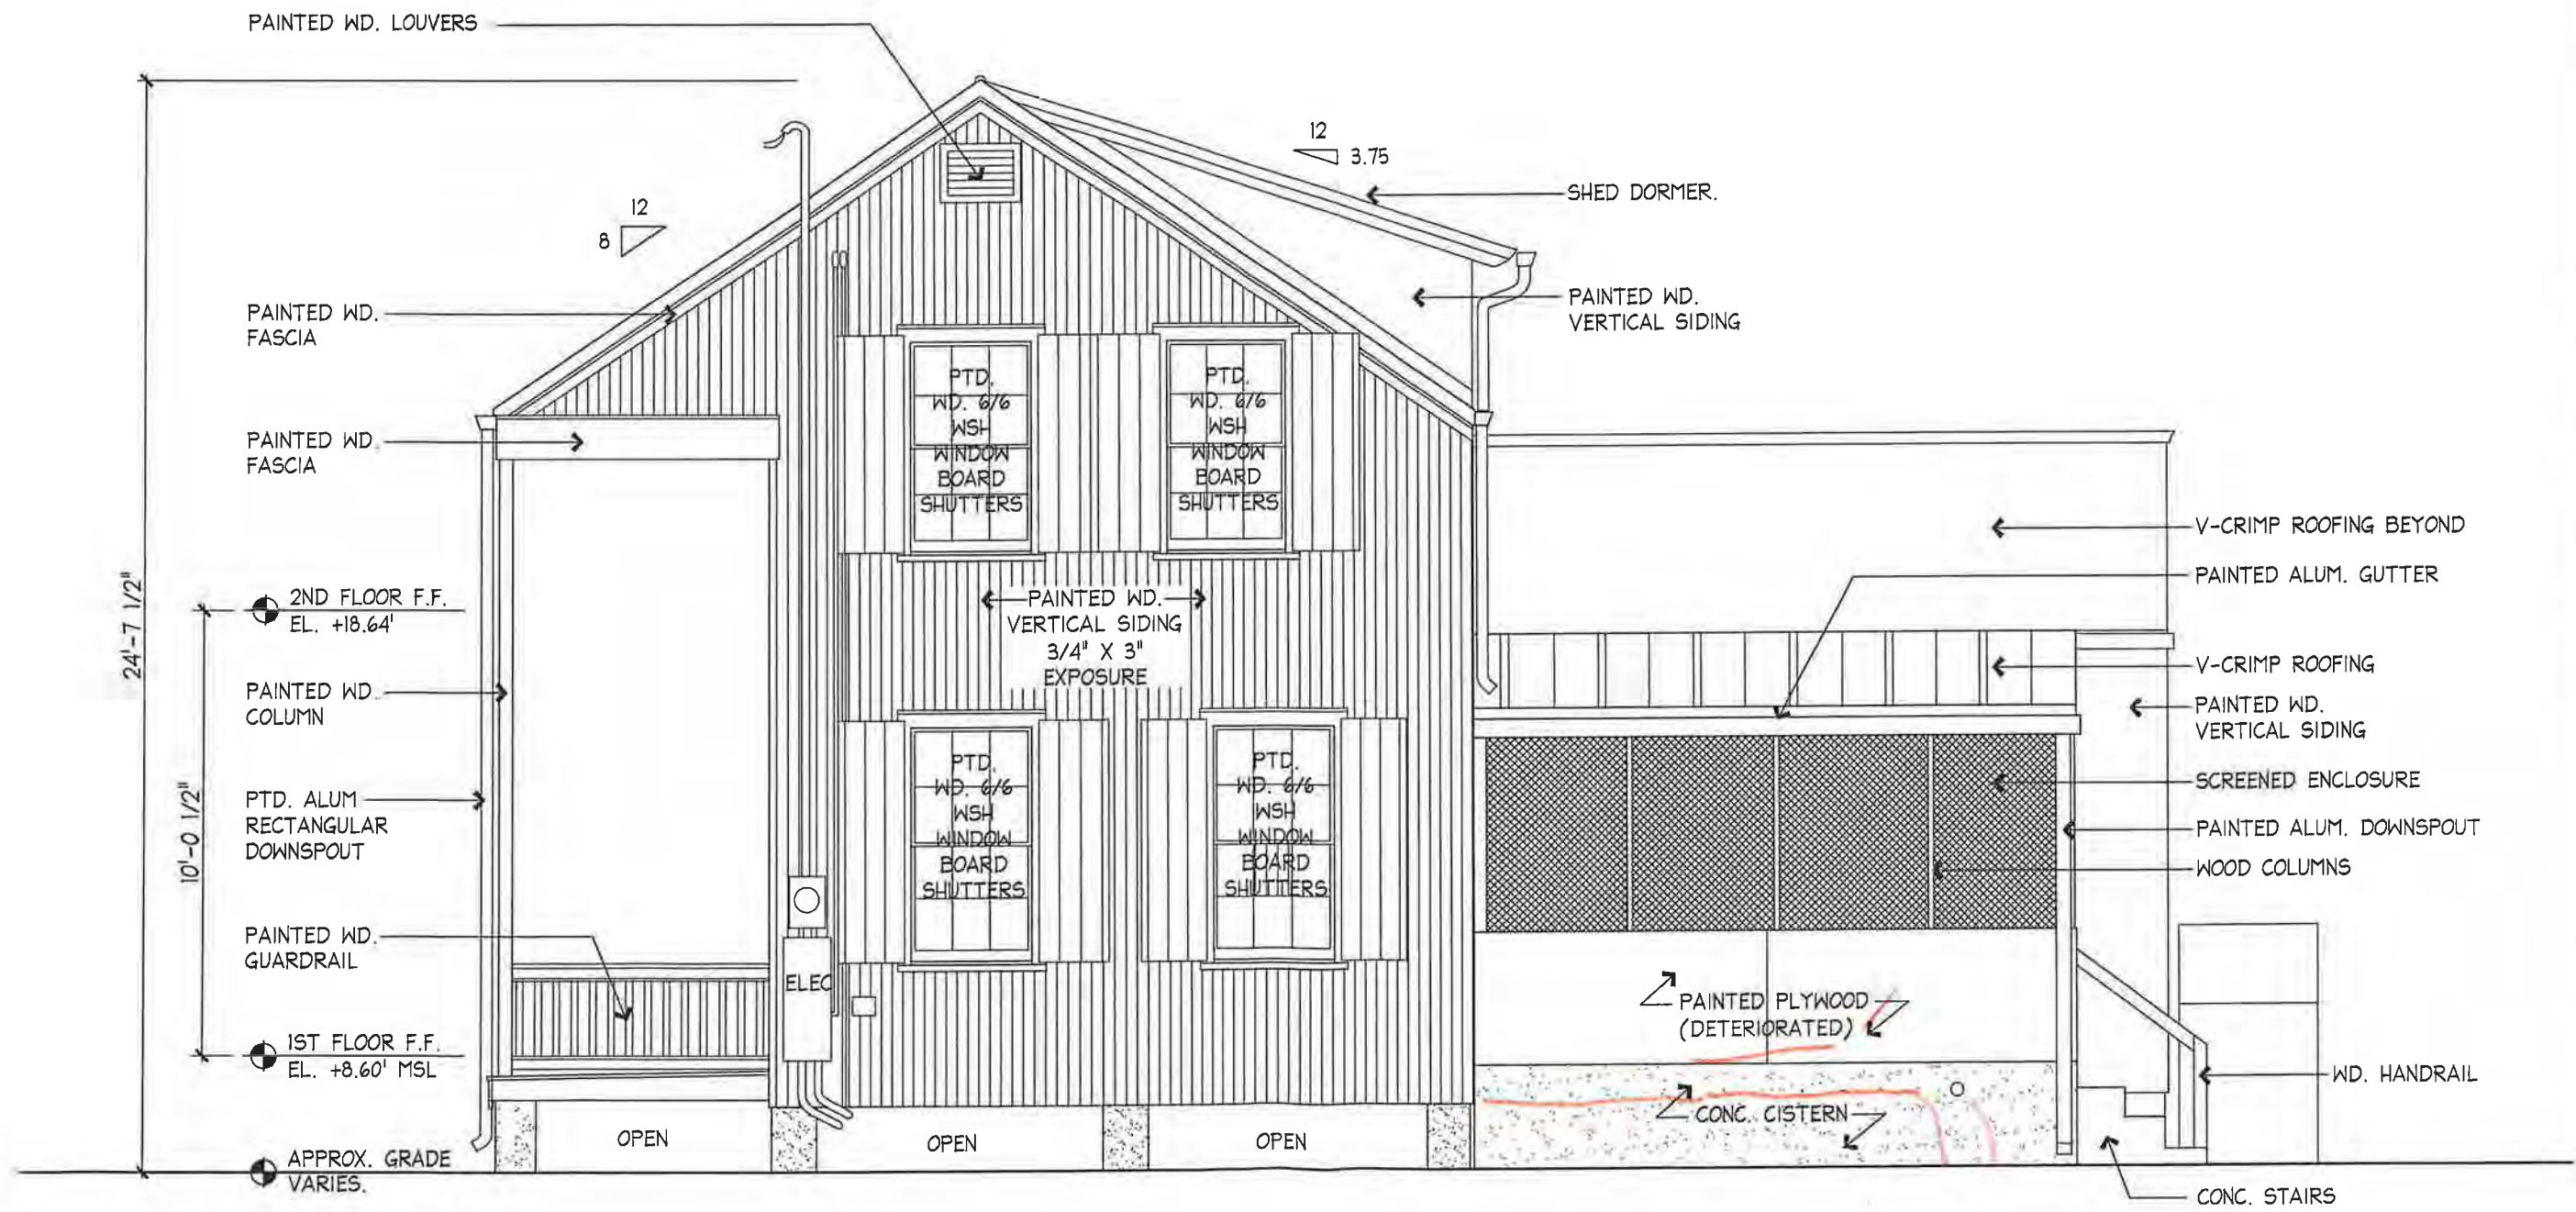 PAINTED WD. LOUVERS
12
3.75
SHED DORMER.
12
8
PAINTED WD.
VERTICAL SIDING
PAINTED WD.
FASCIA
PTD.
WD. 6/6
WSH
WINDOW
BOARD
SHUTTERS
PTD.
WD. 6/6
WSH
WINDOW
BOARD
SHUTTERS
PAINTED WD.
FASCIA
V-CRIMP ROOFING BEYOND
PAINTED ALUM. GUTTER
24'-7 1/2"
2ND FLOOR F.F.
EL. +18.64'
PAINTED WD.
VERTICAL SIDING
3/4" X 3"
EXPOSURE
V-CRIMP ROOFING
PAINTED WD.
COLUMN
PAINTED WD.
VERTICAL SIDING
10'-0 1/2"
PTD. ALUM
RECTANGULAR
DOWNSPOUT
PTD.
WD. 6/6
WSH
WINDOW
BOARD
SHUTTERS
PTD.
WD. 6/6
WSH
WINDOW
BOARD
SHUTTERS
SCREENED ENCLOSURE
PAINTED ALUM. DOWNSPOUT
WOOD COLUMNS
PAINTED WD.
GUARDRAIL
ELEC
PAINTED PLYWOOD
(DETERIORATED)
1ST FLOOR F.F.
EL. +8.60' MSL
WD. HANDRAIL
CONC. CISTERN
OPEN
OPEN
OPEN
APPROX. GRADE
VARIES.
CONC. STAIRS